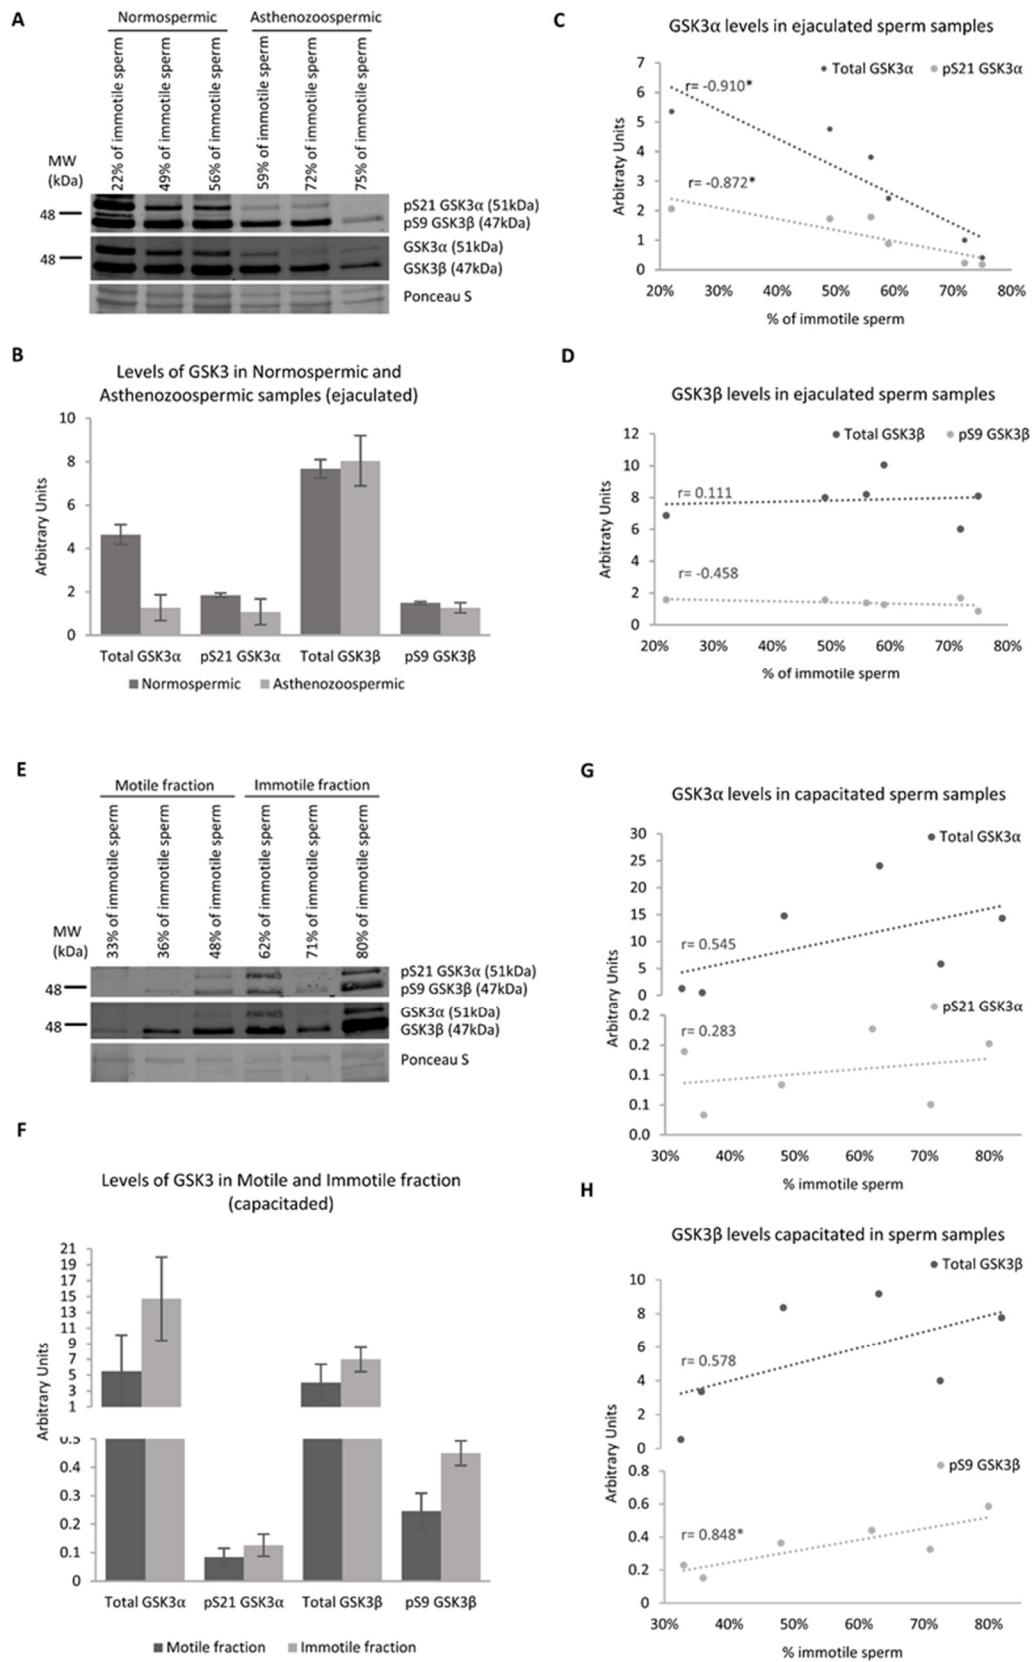 A
Normospermic Asthenozoospermic
22% of immotile sperm
49% of immotile sperm
56% of immotile sperm
59% of immotile sperm
72% of immotile sperm
75% of immotile sperm
MW
(kDa)
48
pS21 GSK3α (51kDa)
pS9 GSK3β (47kDa)
48
GSK3α (51kDa)
GSK3β (47kDa)
Ponceau S
B
Levels of GSK3 in Normospermic and
Asthenozoospermic samples (ejaculated)
Arbitrary Units
10
8
6
4
2
0
Total GSK3α pS21 GSK3α Total GSK3β pS9 GSK3β
Normospermic Asthenozoospermic
C
GSK3α levels in ejaculated sperm samples
Total GSK3α pS21 GSK3α
Arbitraty Units
7
6
5
4
3
2
1
0
r= -0.910*
r= -0.872*
20% 30% 40% 50% 60% 70% 80%
% of immotile sperm
D
GSK3β levels in ejaculated sperm samples
Total GSK3β pS9 GSK3β
Arbitraty Units
12
10
8
6
4
2
0
r= 0.111
r= -0.458
20% 30% 40% 50% 60% 70% 80%
% of immotile sperm
E
Motile fraction Immotile fraction
33% of immotile sperm
36% of immotile sperm
48% of immotile sperm
62% of immotile sperm
71% of immotile sperm
80% of immotile sperm
MW
(kDa)
48
pS21 GSK3α (51kDa)
pS9 GSK3β (47kDa)
48
GSK3α (51kDa)
GSK3β (47kDa)
Ponceau S
F
Levels of GSK3 in Motile and Immotile fraction
(capacitaded)
Arbitrary Units
21
19
17
15
13
11
9
7
5
3
1
0.5
0.4
0.3
0.2
0.1
0
Total GSK3α pS21 GSK3α Total GSK3β pS9 GSK3β
Motile fraction Immotile fraction
G
GSK3α levels in capacitated sperm samples
Total GSK3α
Arbitrary Units
30
25
20
15
10
5
0
r= 0.545
pS21 GSK3α
0.2
0.2
0.1
0.1
0.0
r= 0.283
30% 40% 50% 60% 70% 80%
% immotile sperm
H
GSK3β levels capacitated in sperm samples
Total GSK3β
Arbitrary Units
10
8
6
4
2
0
r= 0.578
pS9 GSK3β
0.8
0.6
0.4
0.2
0
r= 0.848*
30% 40% 50% 60% 70% 80%
% immotile sperm